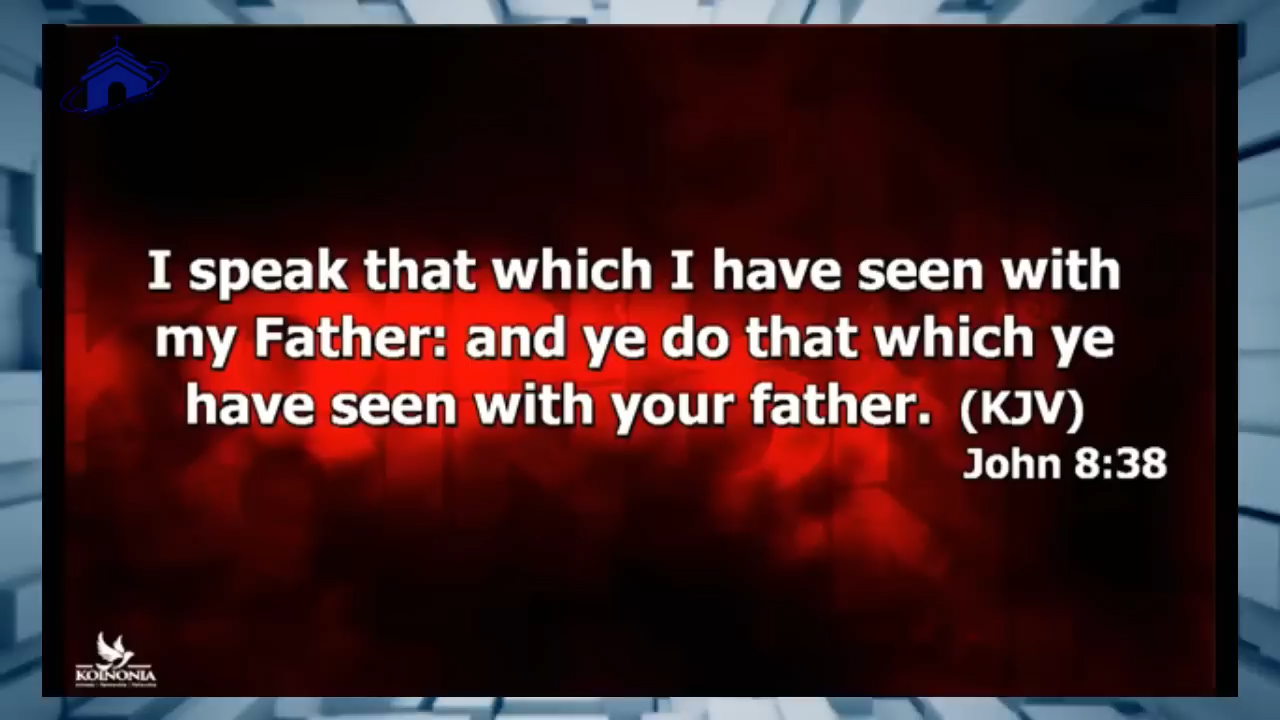 I speak that which I have seen with
my Father: and ye do that which ye
have seen with your father. (KJV)
John 8:38
KOINONIA